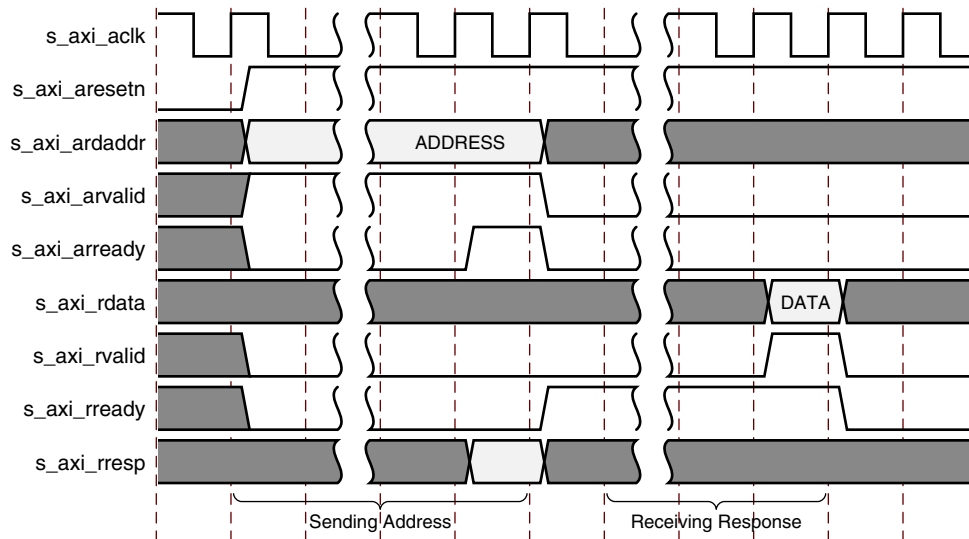 s_axi_aclk
s_axi_aresetn
s_axi_ardaddr
ADDRESS
s_axi_arvalid
s_axi_arready
s_axi_rdata
DATA
s_axi_rvalid
s_axi_rready
s_axi_rresp
Sending Address
Receiving Response